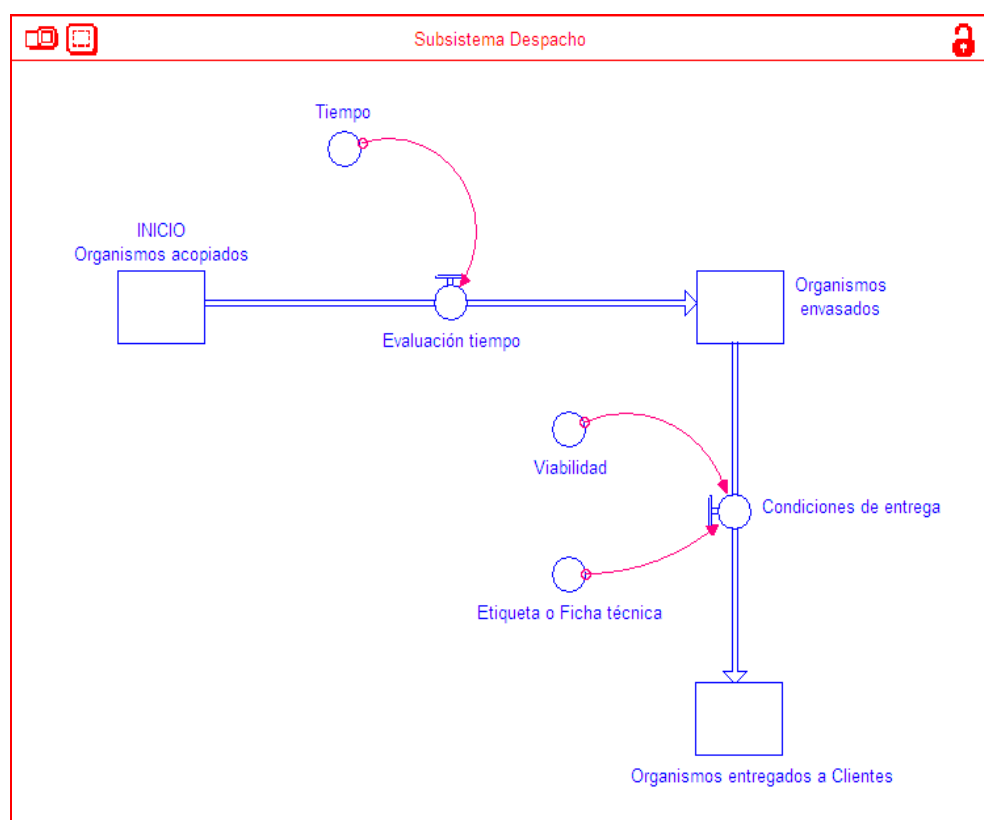 Subsistema Despacho
Tiempo
INICIO
Organismos acopiados
Organismos
envasados
Evaluación tiempo
Viabilidad
Condiciones de entrega
Etiqueta o Ficha técnica
Organismos entregados a Clientes